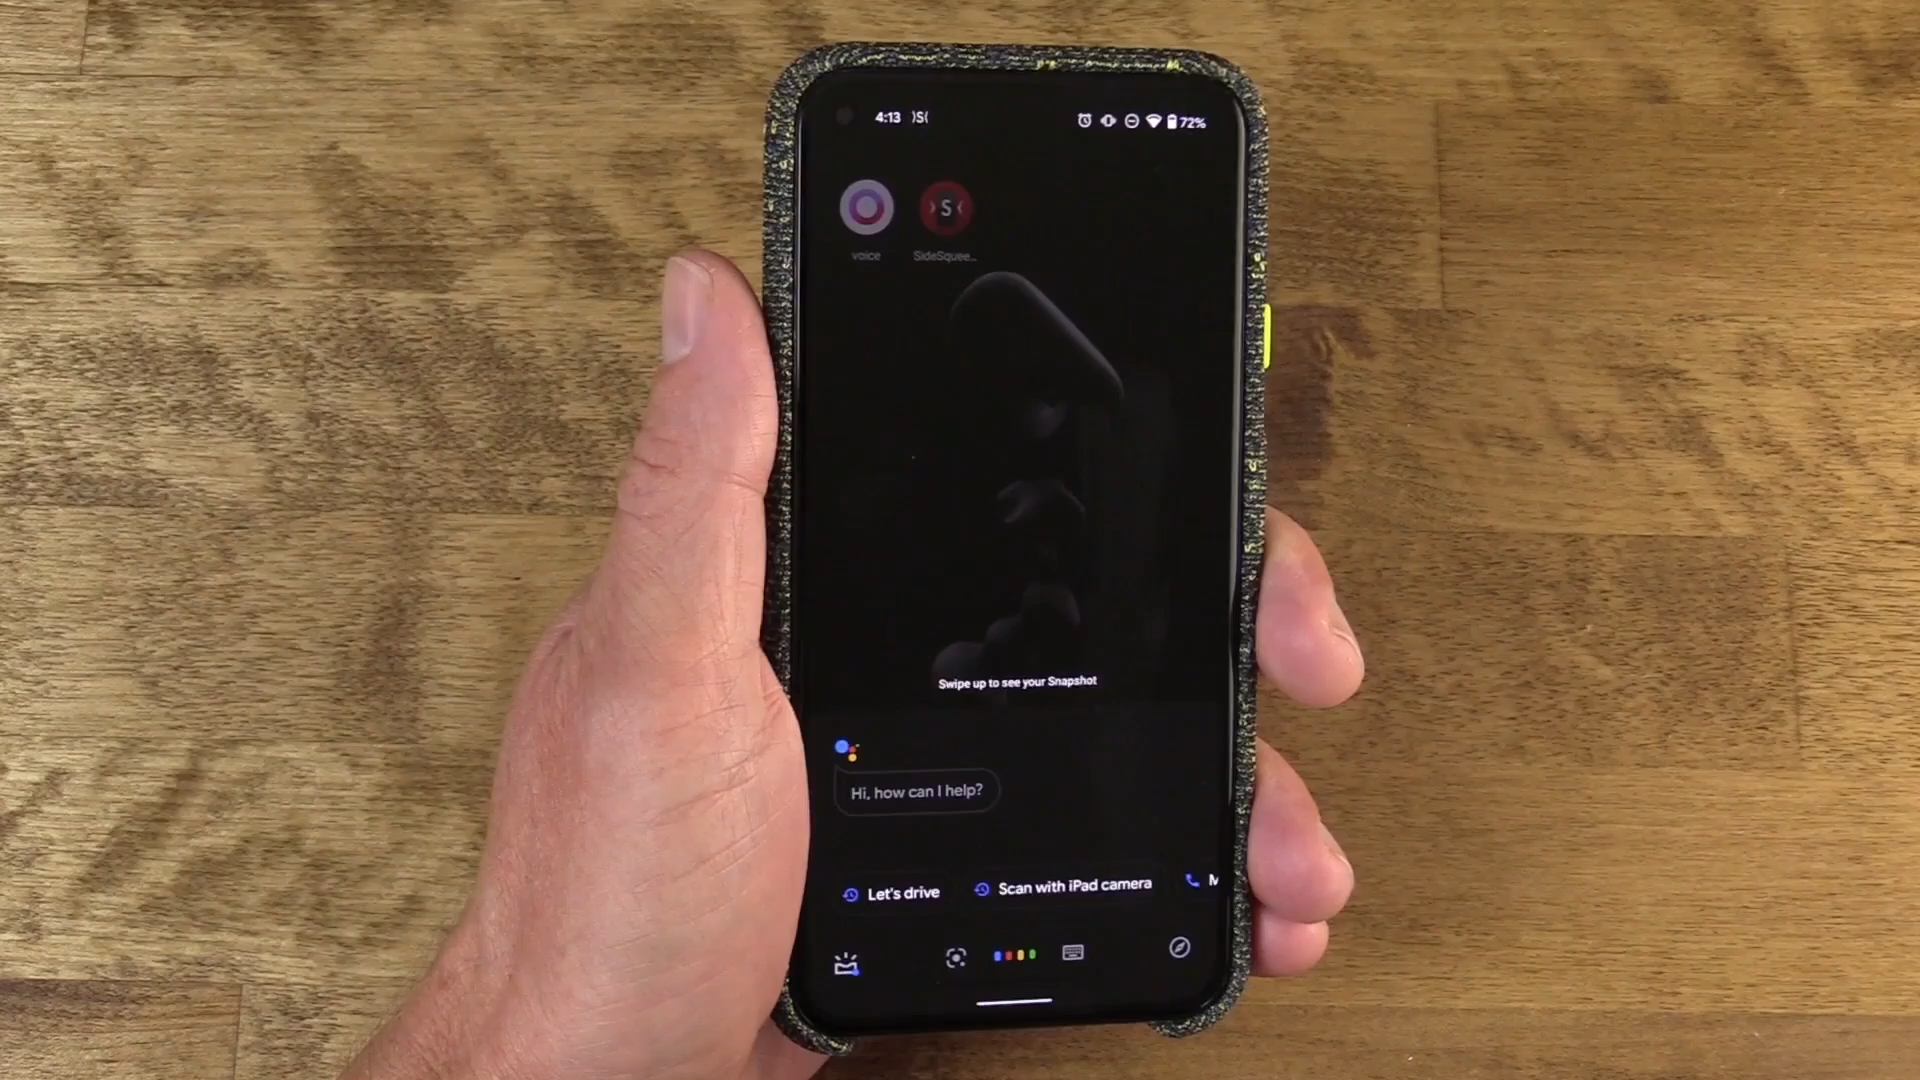 4:13 )S(
72%
S
voice
SideSquee...
Swipe up to see your Snapshot
Hi, how can I help?
Let's drive
Scan with iPad camera
M